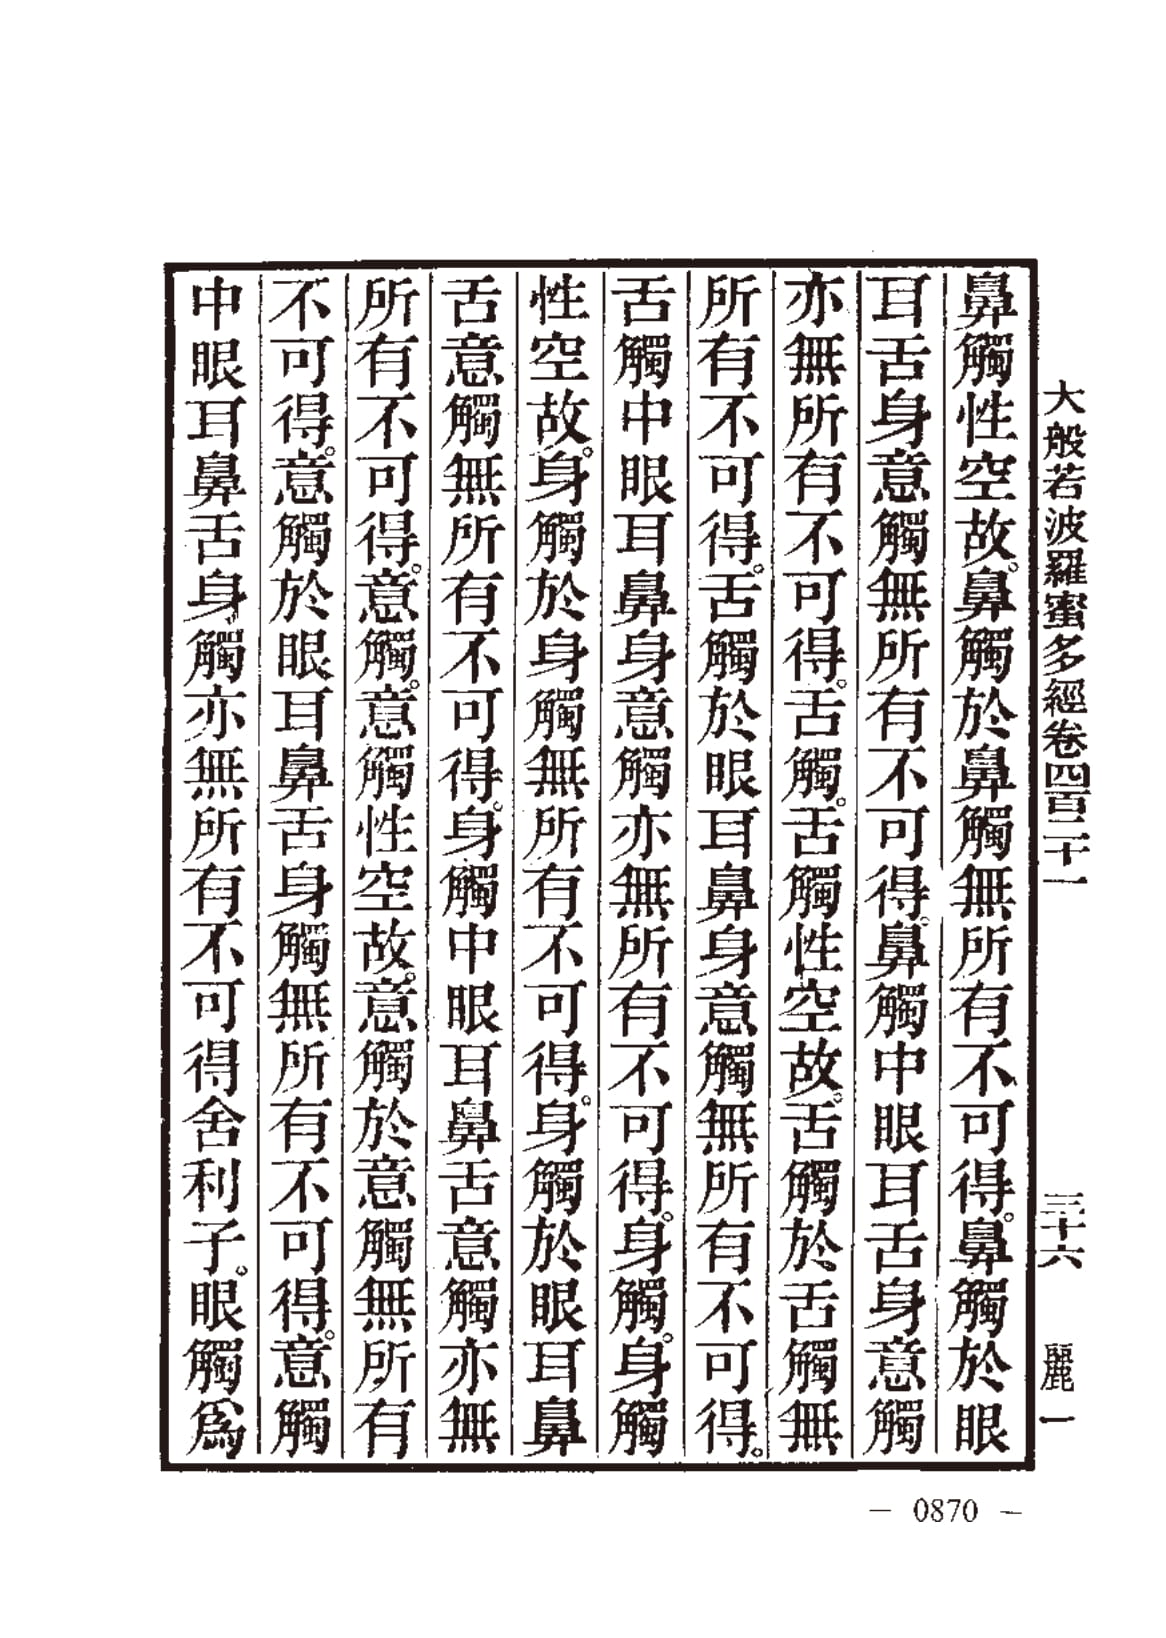 大般若波羅蜜多經卷四百二十一　三十六　麗一
鼻觸性空故。鼻觸於鼻觸無所有不可得。鼻觸於眼
耳舌身意觸無所有不可得。鼻觸中眼耳舌身意觸
亦無所有不可得。舌觸。舌觸性空故。舌觸於舌觸無
所有不可得。舌觸於眼耳鼻身意觸無所有不可得。
舌觸中眼耳鼻身意觸亦無所有不可得。身觸。身觸
性空故。身觸於身觸無所有不可得。身觸於眼耳鼻
舌意觸無所有不可得。身觸中眼耳鼻舌意觸亦無
所有不可得。意觸。意觸性空故。意觸於意觸無所有
不可得。意觸於眼耳鼻舌身觸無所有不可得。意觸
中眼耳鼻舌身觸亦無所有不可得舍利子。眼觸爲
— 0870 —